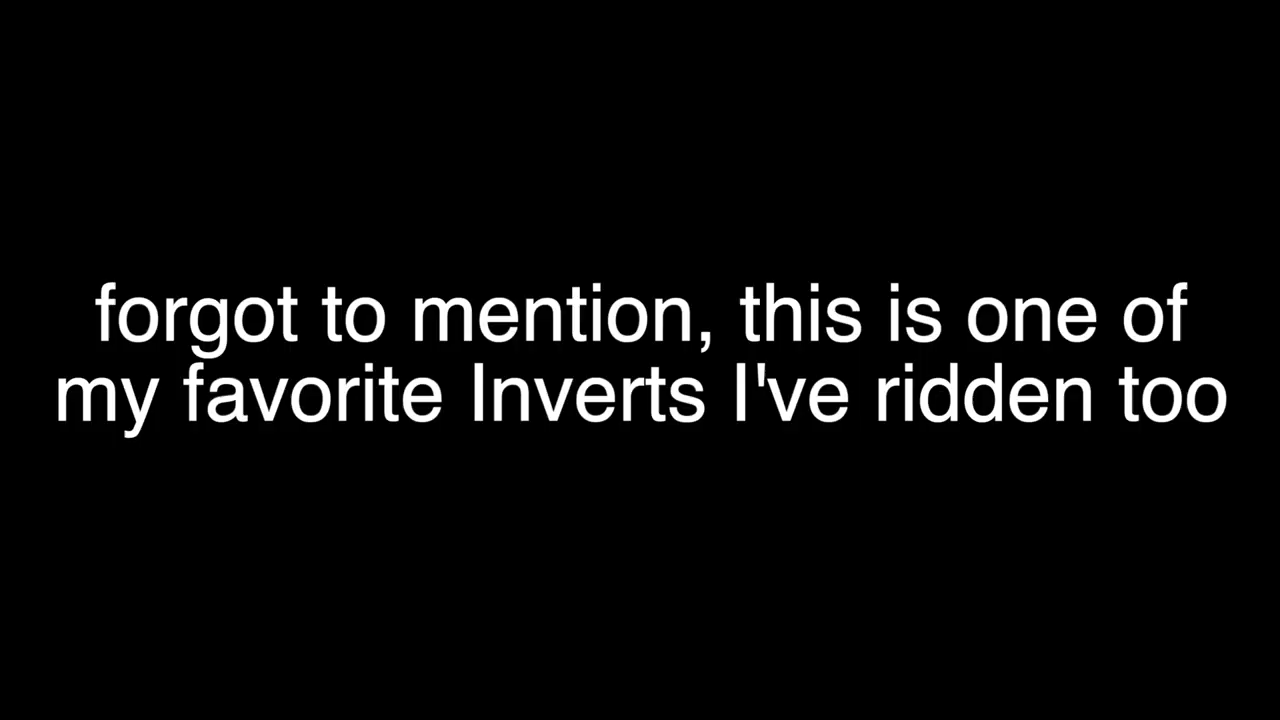 forgot to mention, this is one of
my favorite Inverts I've ridden too